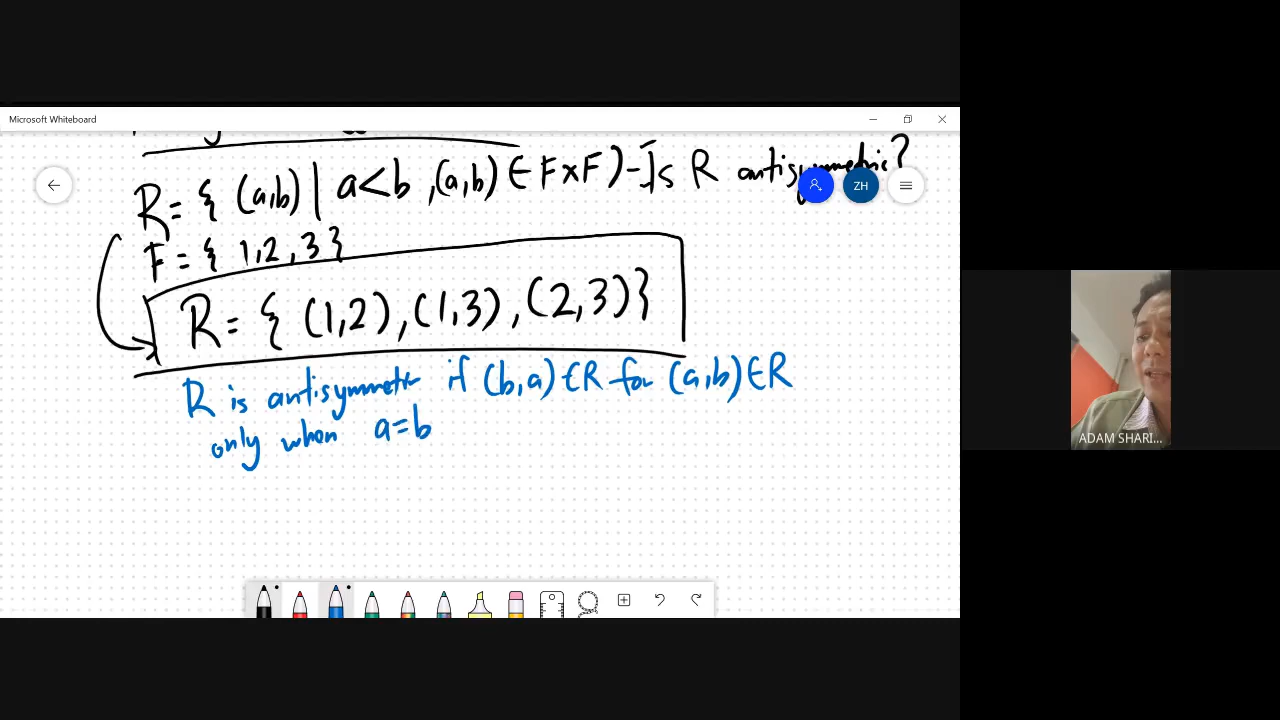 Microsoft Whiteboard
R = { (a,b) | a<b ,(a,b) ∈ F×F) - Is R antisymmetric?
ZH
F = { 1,2,3}
R = { (1,2),(1,3),(2,3)}
R is antisymmetr if (b,a) ∈ R for (a,b) ∈ R
only when a=b
ADAM SHARI...